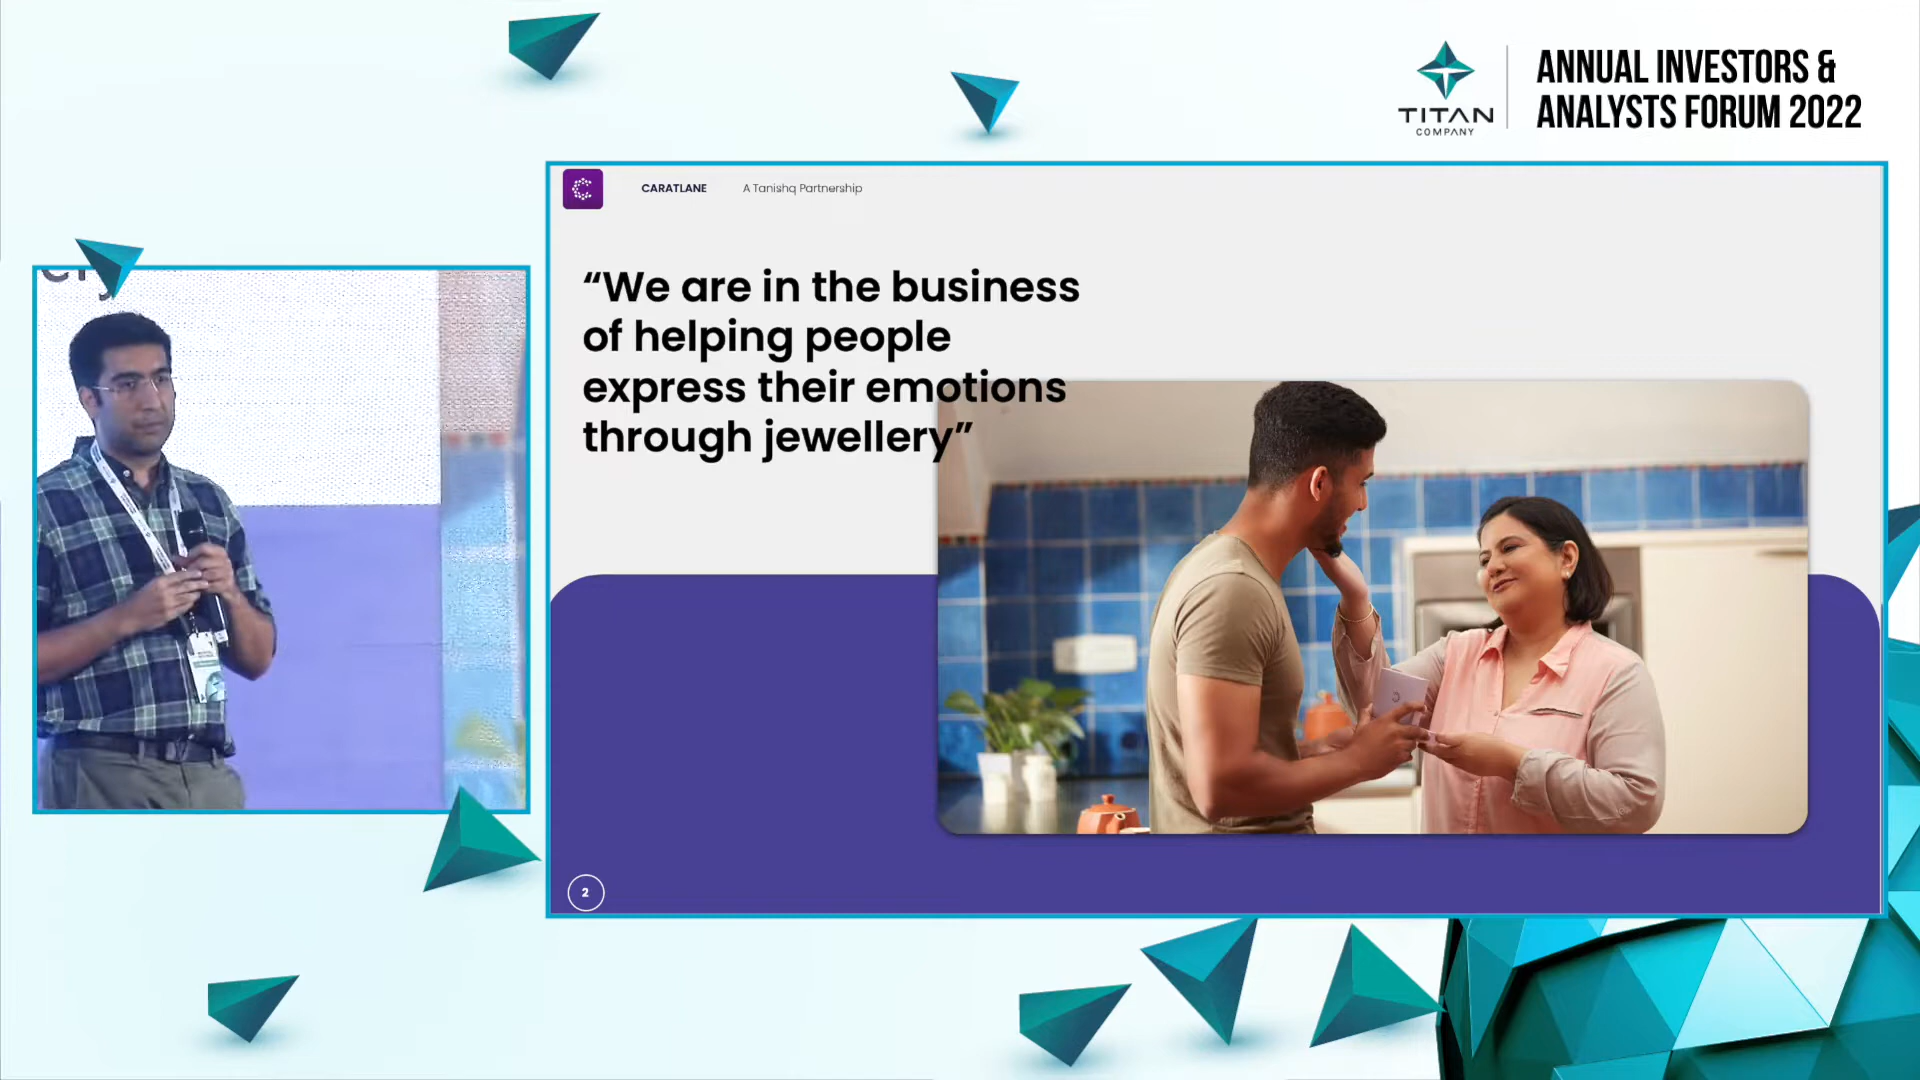 TITAN
COMPANY
ANNUAL INVESTORS &
ANALYSTS FORUM 2022
CARATLANE A Tanishq Partnership
“We are in the business
of helping people
express their emotions
through jewellery”
2